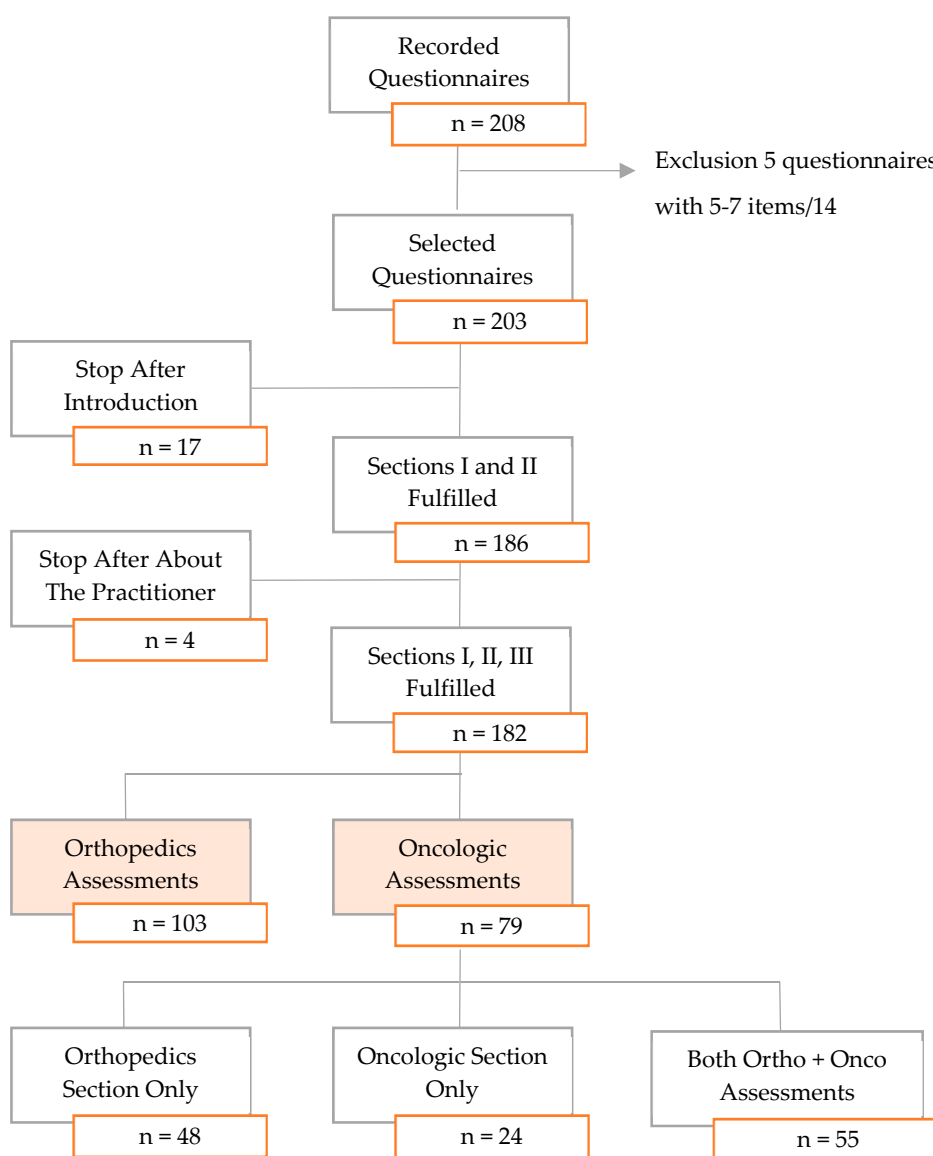 Recorded
Questionnaires
n = 208
Exclusion 5 questionnaires
with 5-7 items/14
Selected
Questionnaires
n = 203
Stop After
Introduction
n = 17
Sections I and II
Fulfilled
n = 186
Stop After About
The Practitioner
n = 4
Sections I, II, III
Fulfilled
n = 182
Orthopedics
Assessments
n = 103
Oncologic
Assessments
n = 79
Orthopedics
Section Only
n = 48
Oncologic Section
Only
n = 24
Both Ortho + Onco
Assessments
n = 55